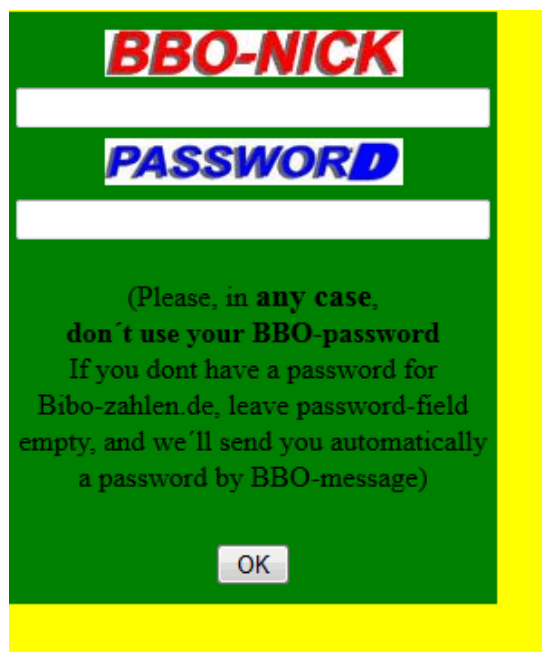 BBO-NICK
PASSWORD
(Please, in any case,
don´t use your BBO-password
If you dont have a password for
Bibo-zahlen.de, leave password-field
empty, and we´ll send you automatically
a password by BBO-message)
OK